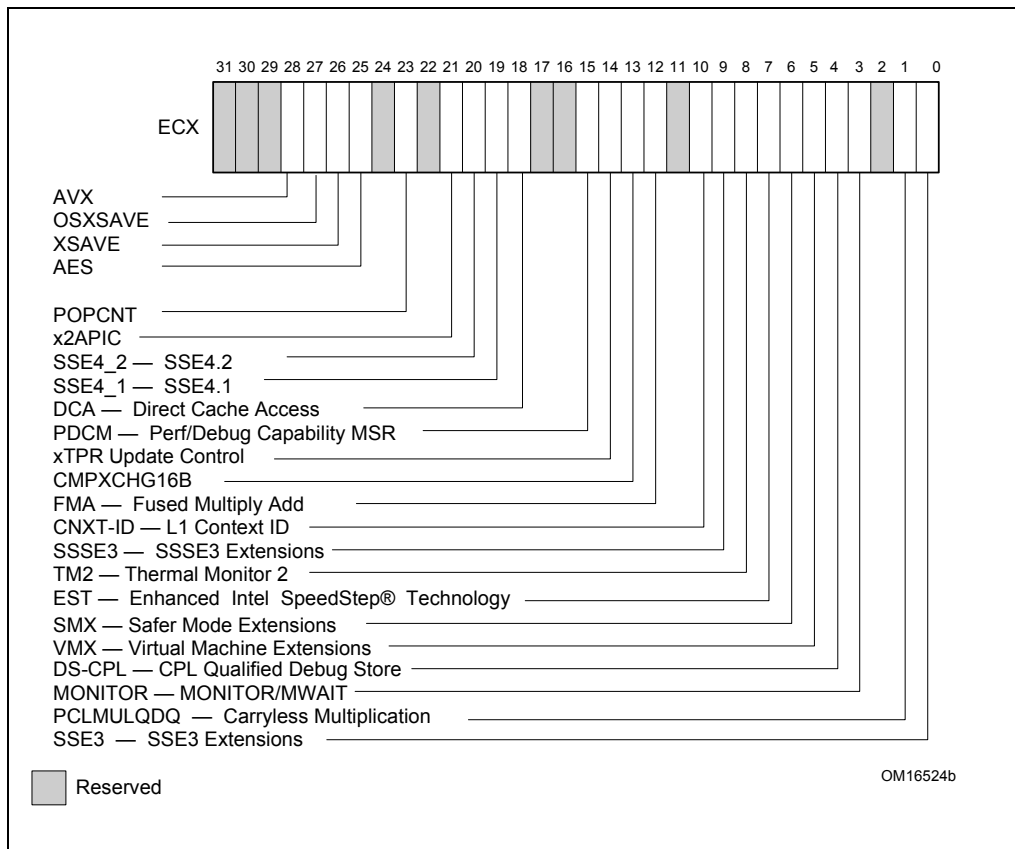 31 30 29 28 27 26 25 24 23 22 21 20 19 18 17 16 15 14 13 12 11 10 9 8 7 6 5 4 3 2 1 0
ECX
AVX
OSXSAVE
XSAVE
AES
POPCNT
x2APIC
SSE4_2 — SSE4.2
SSE4_1 — SSE4.1
DCA — Direct Cache Access
PDCM — Perf/Debug Capability MSR
xTPR Update Control
CMPXCHG16B
FMA — Fused Multiply Add
CNXT-ID — L1 Context ID
SSSE3 — SSSE3 Extensions
TM2 — Thermal Monitor 2
EST — Enhanced Intel SpeedStep® Technology
SMX — Safer Mode Extensions
VMX — Virtual Machine Extensions
DS-CPL — CPL Qualified Debug Store
MONITOR — MONITOR/MWAIT
PCLMULQDQ — Carryless Multiplication
SSE3 — SSE3 Extensions
OM16524b
Reserved